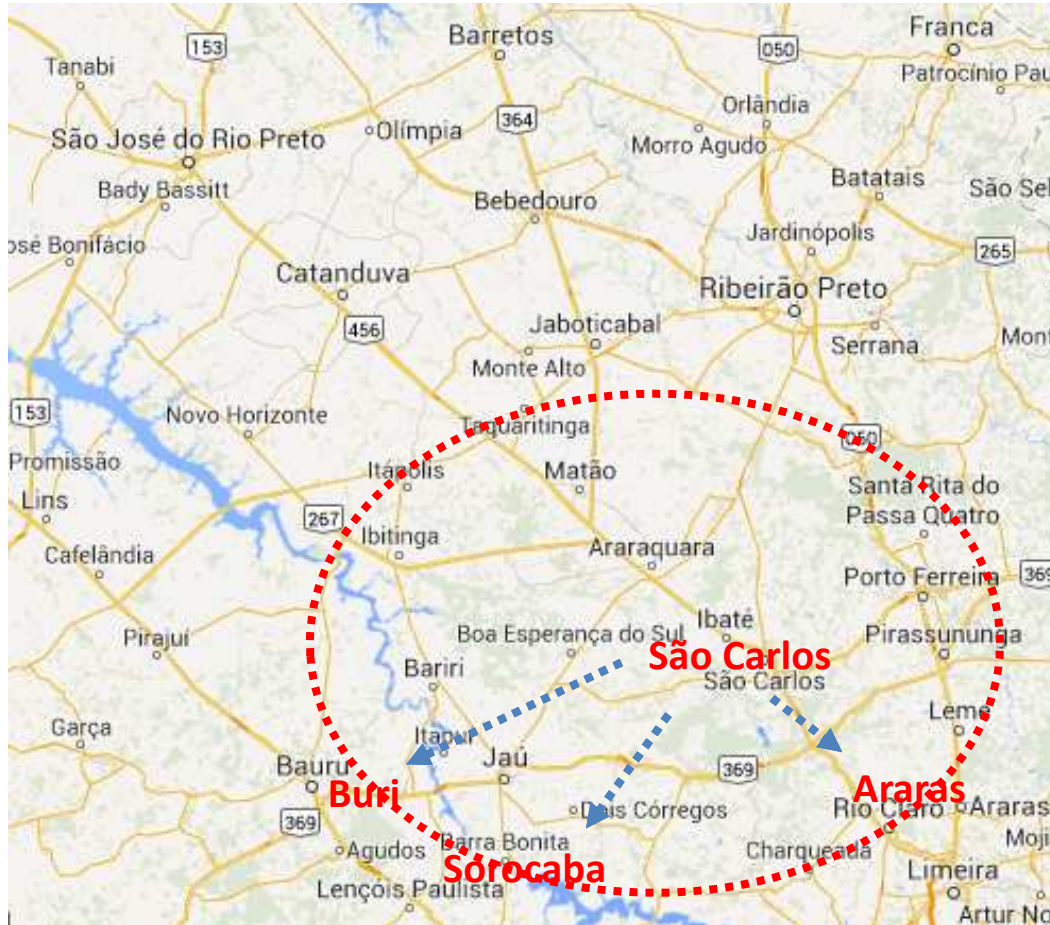 Franca
Barretos
153
050
Tanabi
Patrocínio Pau
Orlândia
364
Olímpia
São José do Rio Preto
Morro Agudo
Batatais
Bady Bassitt
São Sel
Bebedouro
Jardinópolis
osé Bonifácio
265
Catanduva
Ribeirão Preto
Jaboticabal
456
Serrana
Mont
Monte Alto
153
Novo Horizonte
Taquaritinga
050
Promissão
Itápolis
Matão
Santa Rita do
Passa Quatro
Lins
267
Ibitinga
Araraquara
Cafelândia
Porto Ferreira
369
Ibaté
Pirajuí
Boa Esperança do Sul
Pirassununga
São Carlos
Bariri
São Carlos
Leme
Garça
Itapuí
Jaú
Bauru
369
Buri
Araras
Dois Córregos
Rio Claro
Araras
369
Moji
Agudos
Barra Bonita
Charqueada
Sorocaba
Limeira
Lençóis Paulista
Artur No